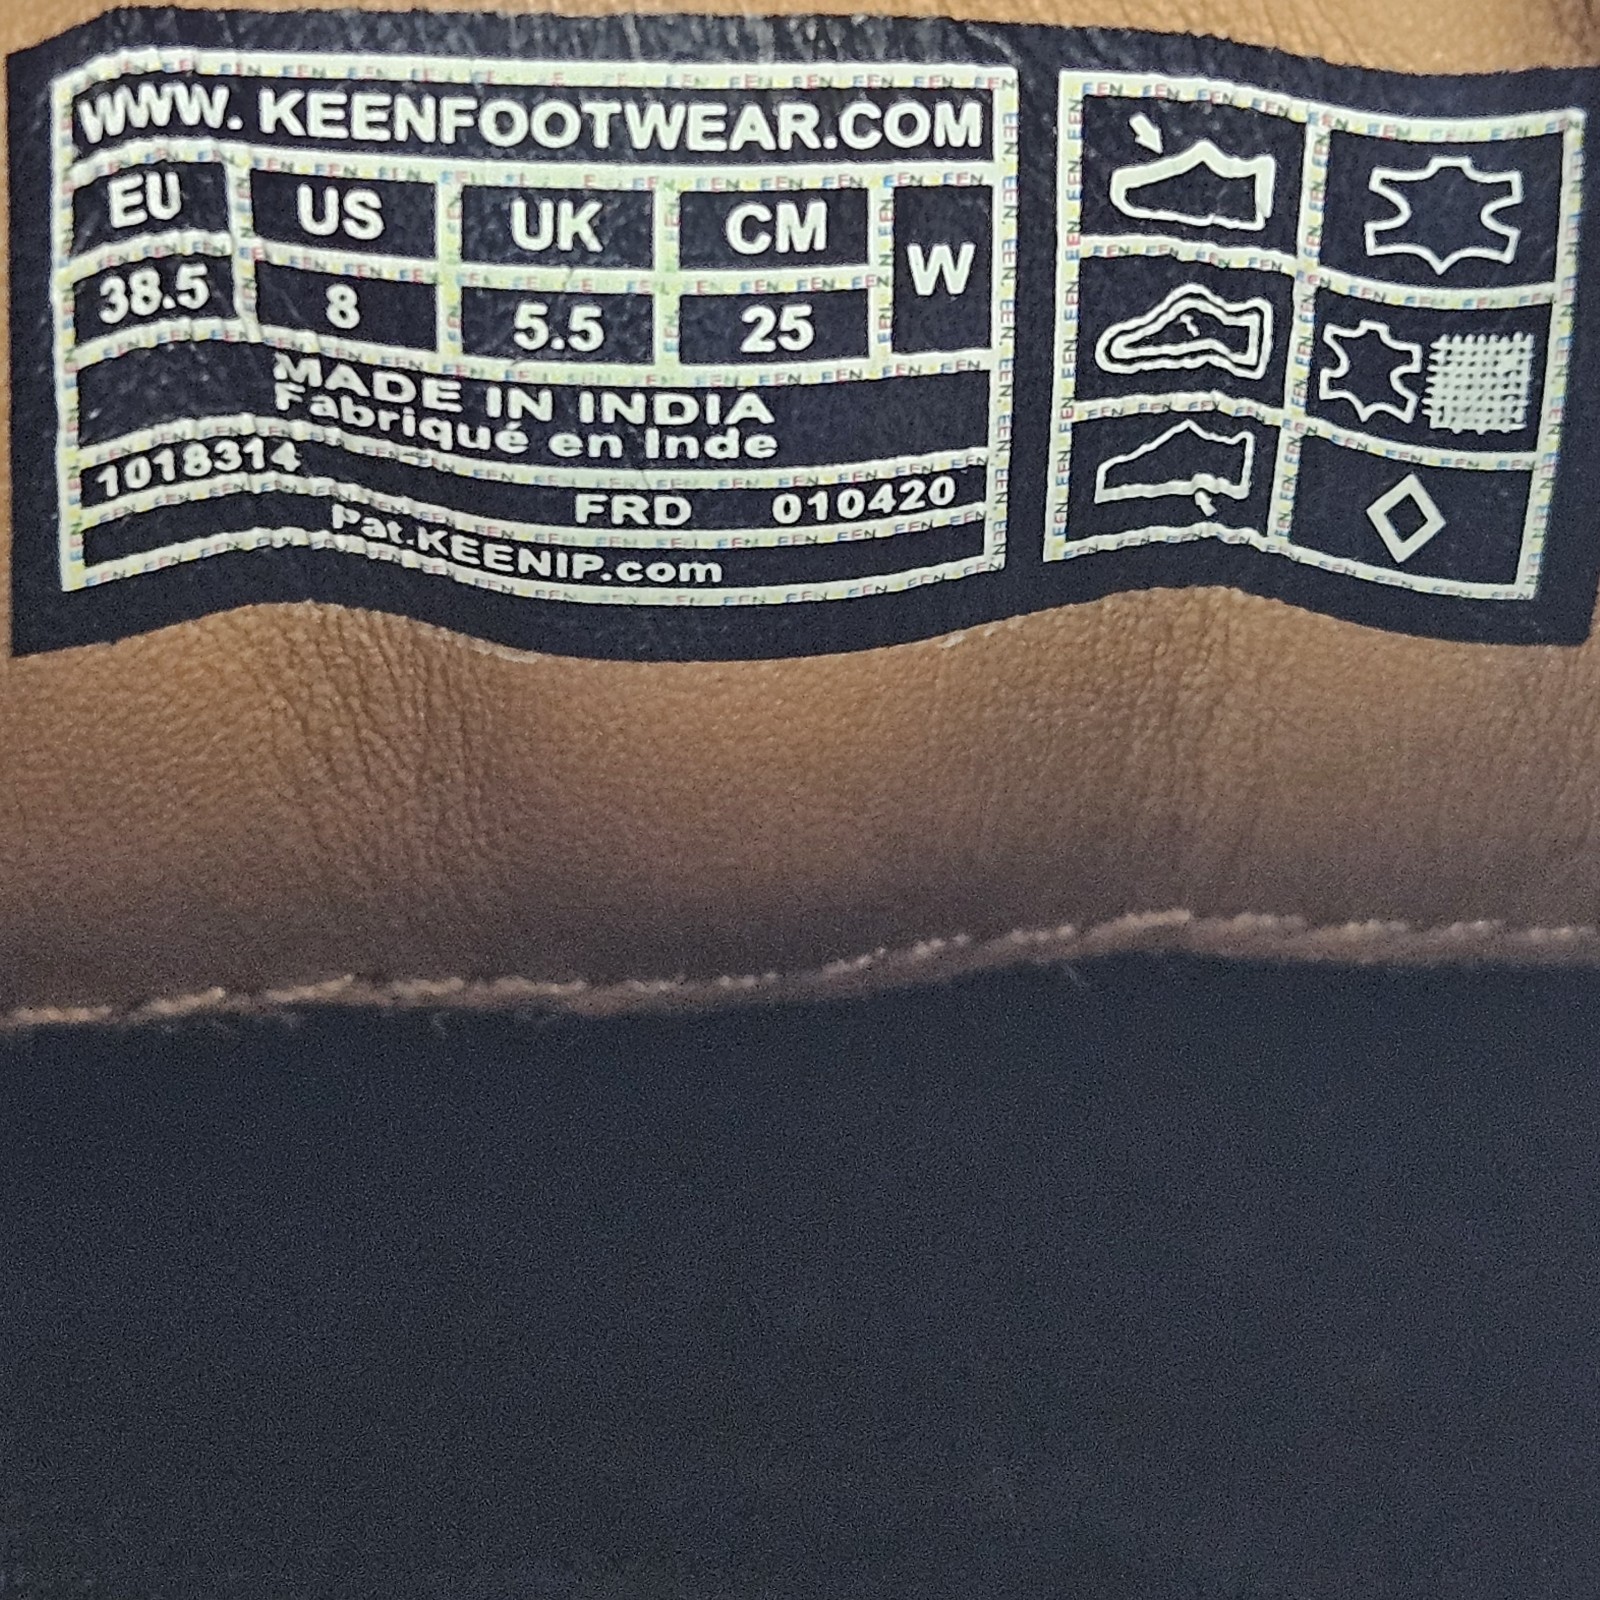 WWW. KEENFOOTWEAR.COM
EU US UK CM W
38.5 8 5.5 25
MADE IN INDIA
Fabriqué en Inde
1018314 FRD 010420
Pat.KEENIP.com